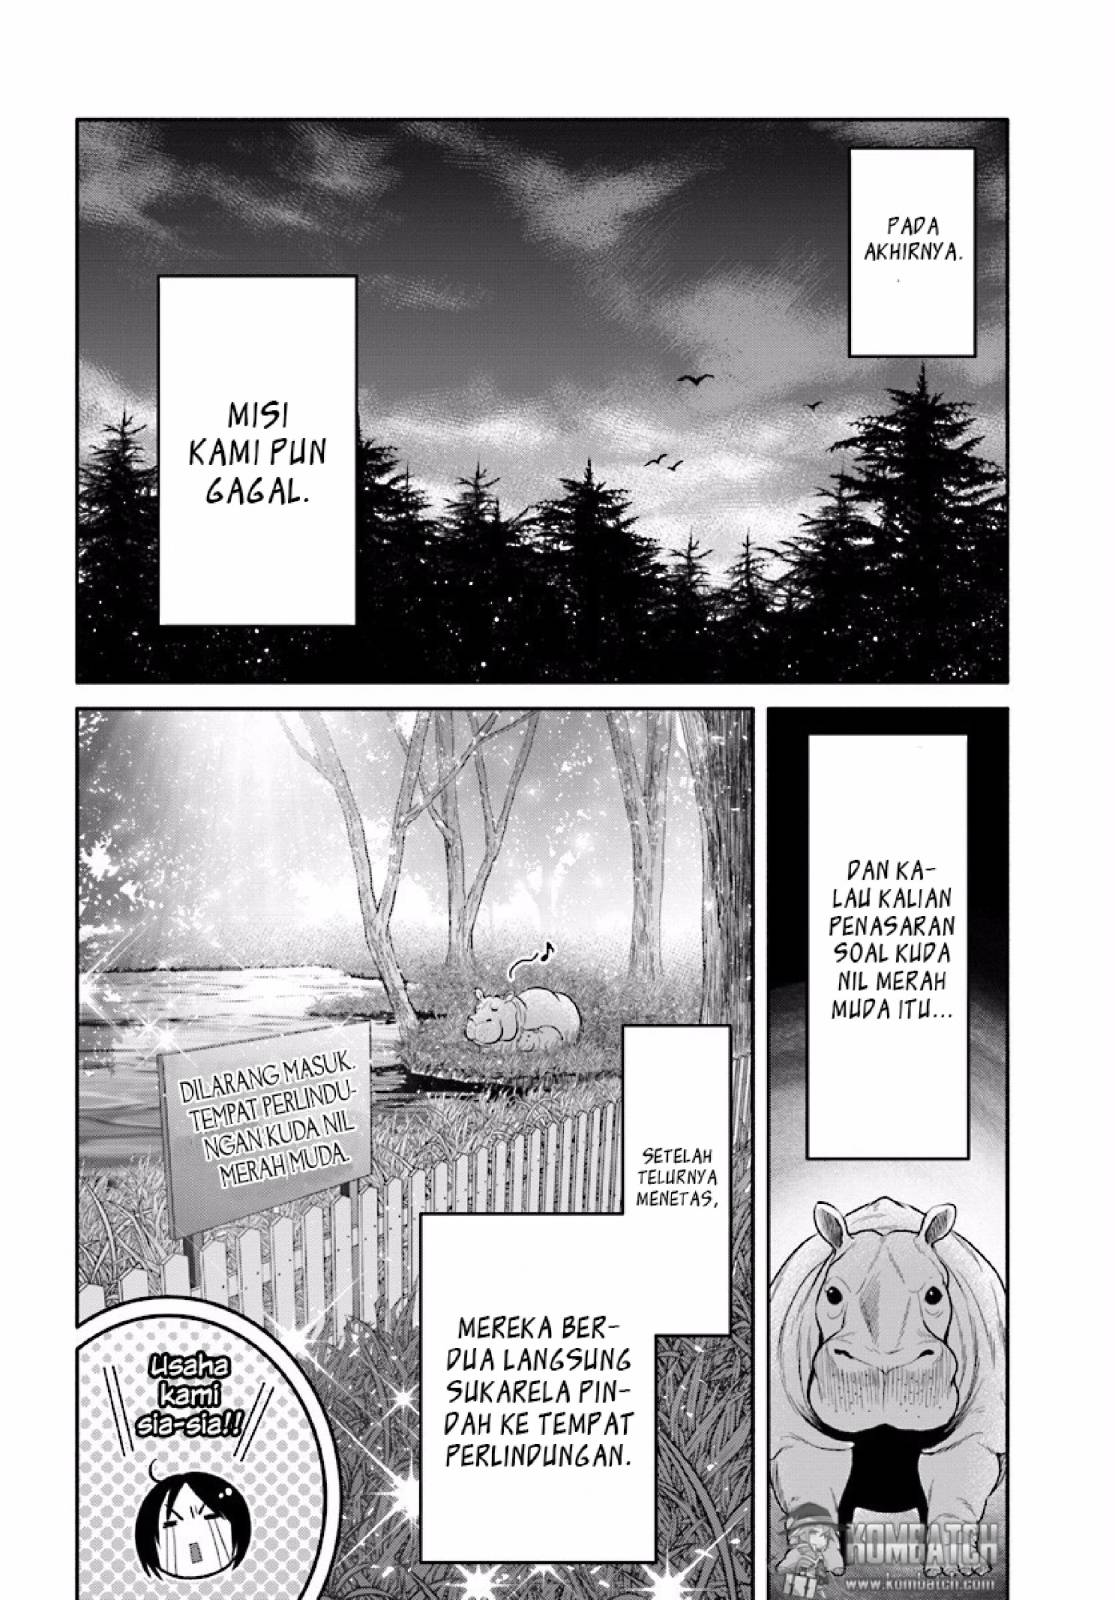 PADA
AKHIRNYA.
MISI
KAMI PUN
GAGAL.
DAN KA-
LAU KALIAN
PENASARAN
SOAL KUDA
NIL MERAH
MUDA ITU...
DILARANG MASUK.
TEMPAT PERLINDU-
NGAN KUDA NIL
MERAH MUDA.
SETELAH
TELURNYA
MENETAS,
MEREKA BER-
DUA LANGSUNG
SUKARELA PIN-
DAH KE TEMPAT
PERLINDUNGAN.
Usaha
kami
sia-sia!!
KOMBATCH
www.kombatch.com